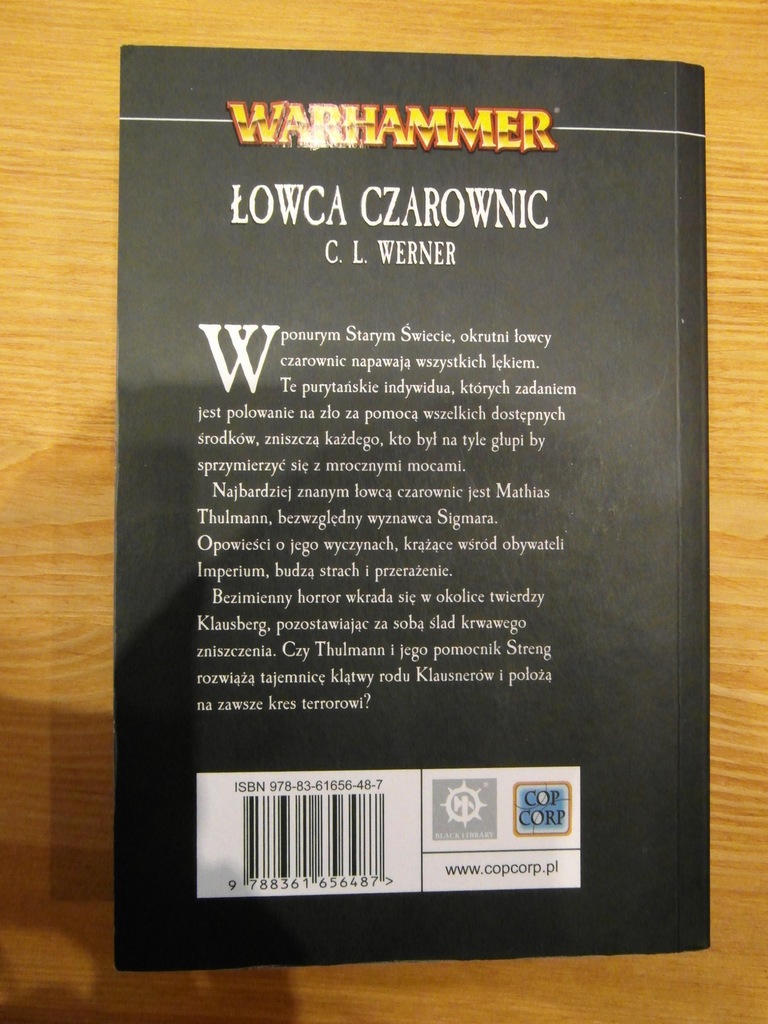 WARHAMMER
ŁOWCA CZAROWNIC
C. L. WERNER
W ponurym Starym Świecie, okrutni łowcy
czarownic napawają wszystkich lękiem.
Te purytańskie indywidua, których zadaniem
jest polowanie na zło za pomocą wszelkich dostępnych
środków, zniszczą każdego, kto był na tyle głupi by
sprzymierzyć się z mrocznymi mocami.
Najbardziej znanym łowcą czarownic jest Mathias
Thulmann, bezwzględny wyznawca Sigmara.
Opowieści o jego wyczynach, krążące wśród obywateli
Imperium, budzą strach i przerażenie.
Bezimienny horror wkrada się w okolice twierdzy
Klausberg, pozostawiając za sobą ślad krwawego
zniszczenia. Czy Thulmann i jego pomocnik Streng
rozwiążą tajemnicę klątwy rodu Klausnerów i położą
na zawsze kres terrorowi?
ISBN 978-83-61656-48-7
9 788361 656487 >
BLACK LIBRARY
COP
CORP
www.copcorp.pl